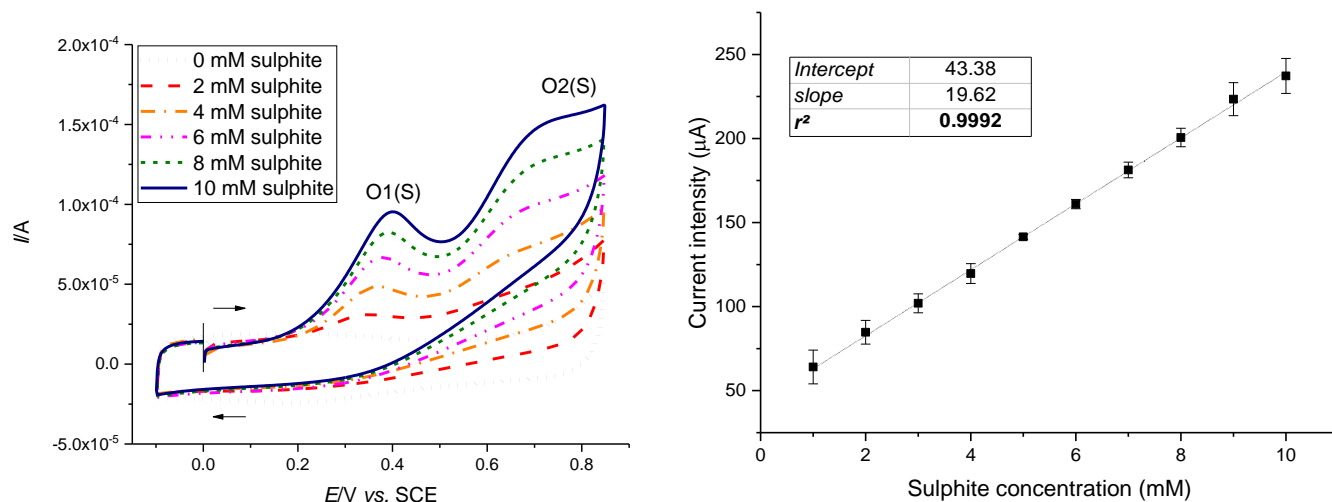 2.0x10⁻⁴
1.5x10⁻⁴
1.0x10⁻⁴
5.0x10⁻⁵
0.0
-5.0x10⁻⁵
I/A
0 mM sulphite
2 mM sulphite
4 mM sulphite
6 mM sulphite
8 mM sulphite
10 mM sulphite
O1(S)
O2(S)
0.0 0.2 0.4 0.6 0.8
E/V vs. SCE
250
200
150
100
50
Current intensity (µA)
Intercept 43.38
slope 19.62
r² 0.9992
0 2 4 6 8 10
Sulphite concentration (mM)